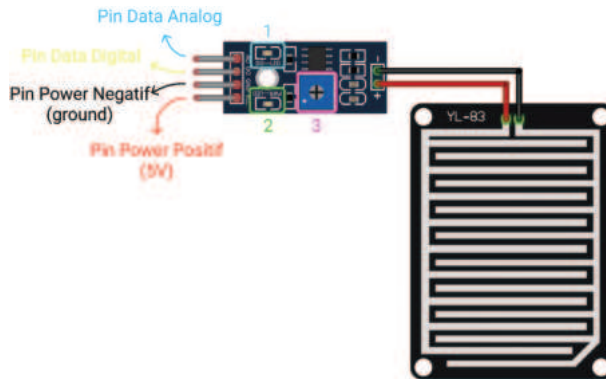 Pin Data Analog
1
Pin Data Digital
Pin Power Negatif
(ground)
2
3
Pin Power Positif
(5V)
YL-83
-
+